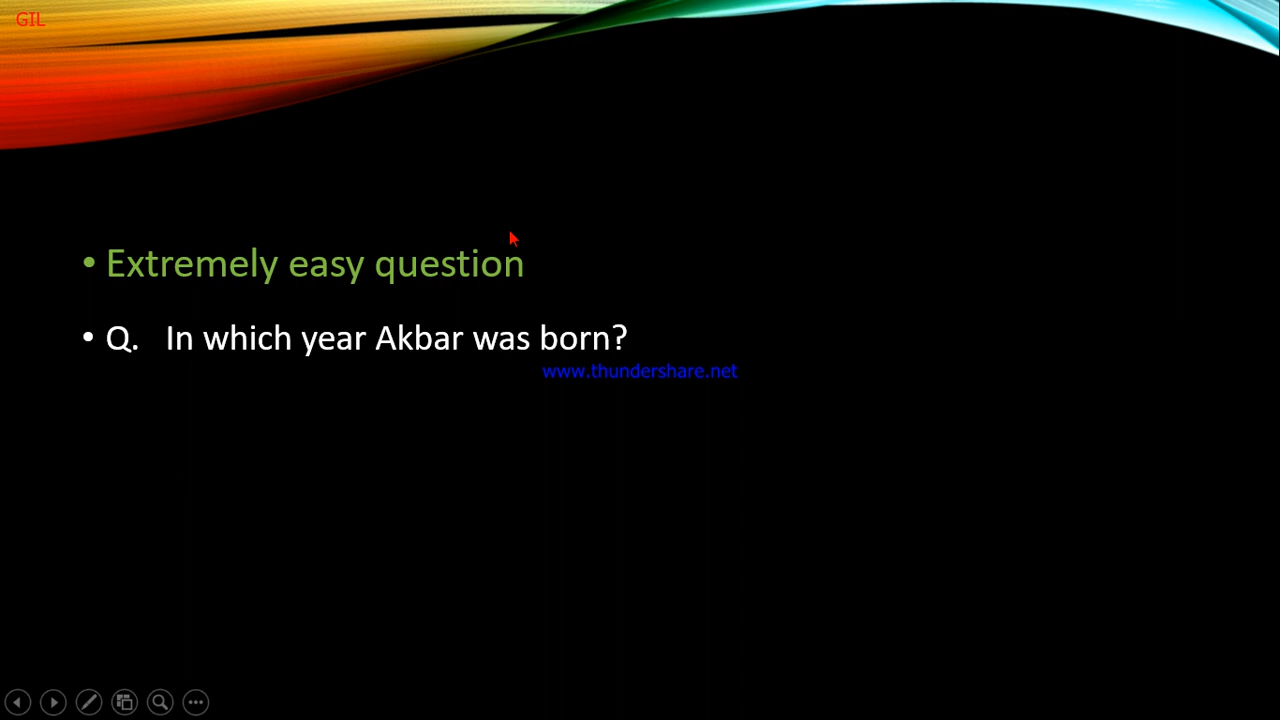 GIL
• Extremely easy question
• Q. In which year Akbar was born?
www.thundershare.net